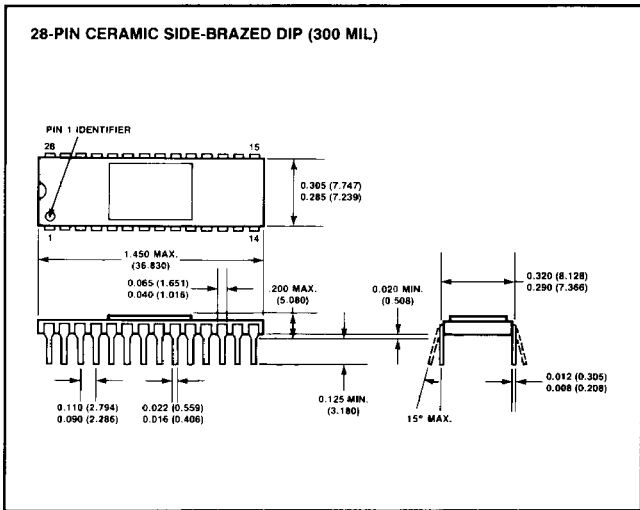 28-PIN CERAMIC SIDE-BRAZED DIP (300 MIL)
PIN 1 IDENTIFIER
28
15
0.305 (7.747)
0.285 (7.239)
1
14
1.450 MAX.
(36.830)
0.065 (1.651)
0.040 (1.016)
.200 MAX.
(5.080)
0.020 MIN.
(0.508)
0.320 (8.128)
0.290 (7.366)
0.110 (2.794)
0.090 (2.286)
0.022 (0.559)
0.016 (0.406)
0.125 MIN.
(3.180)
15° MAX.
0.012 (0.305)
0.008 (0.208)